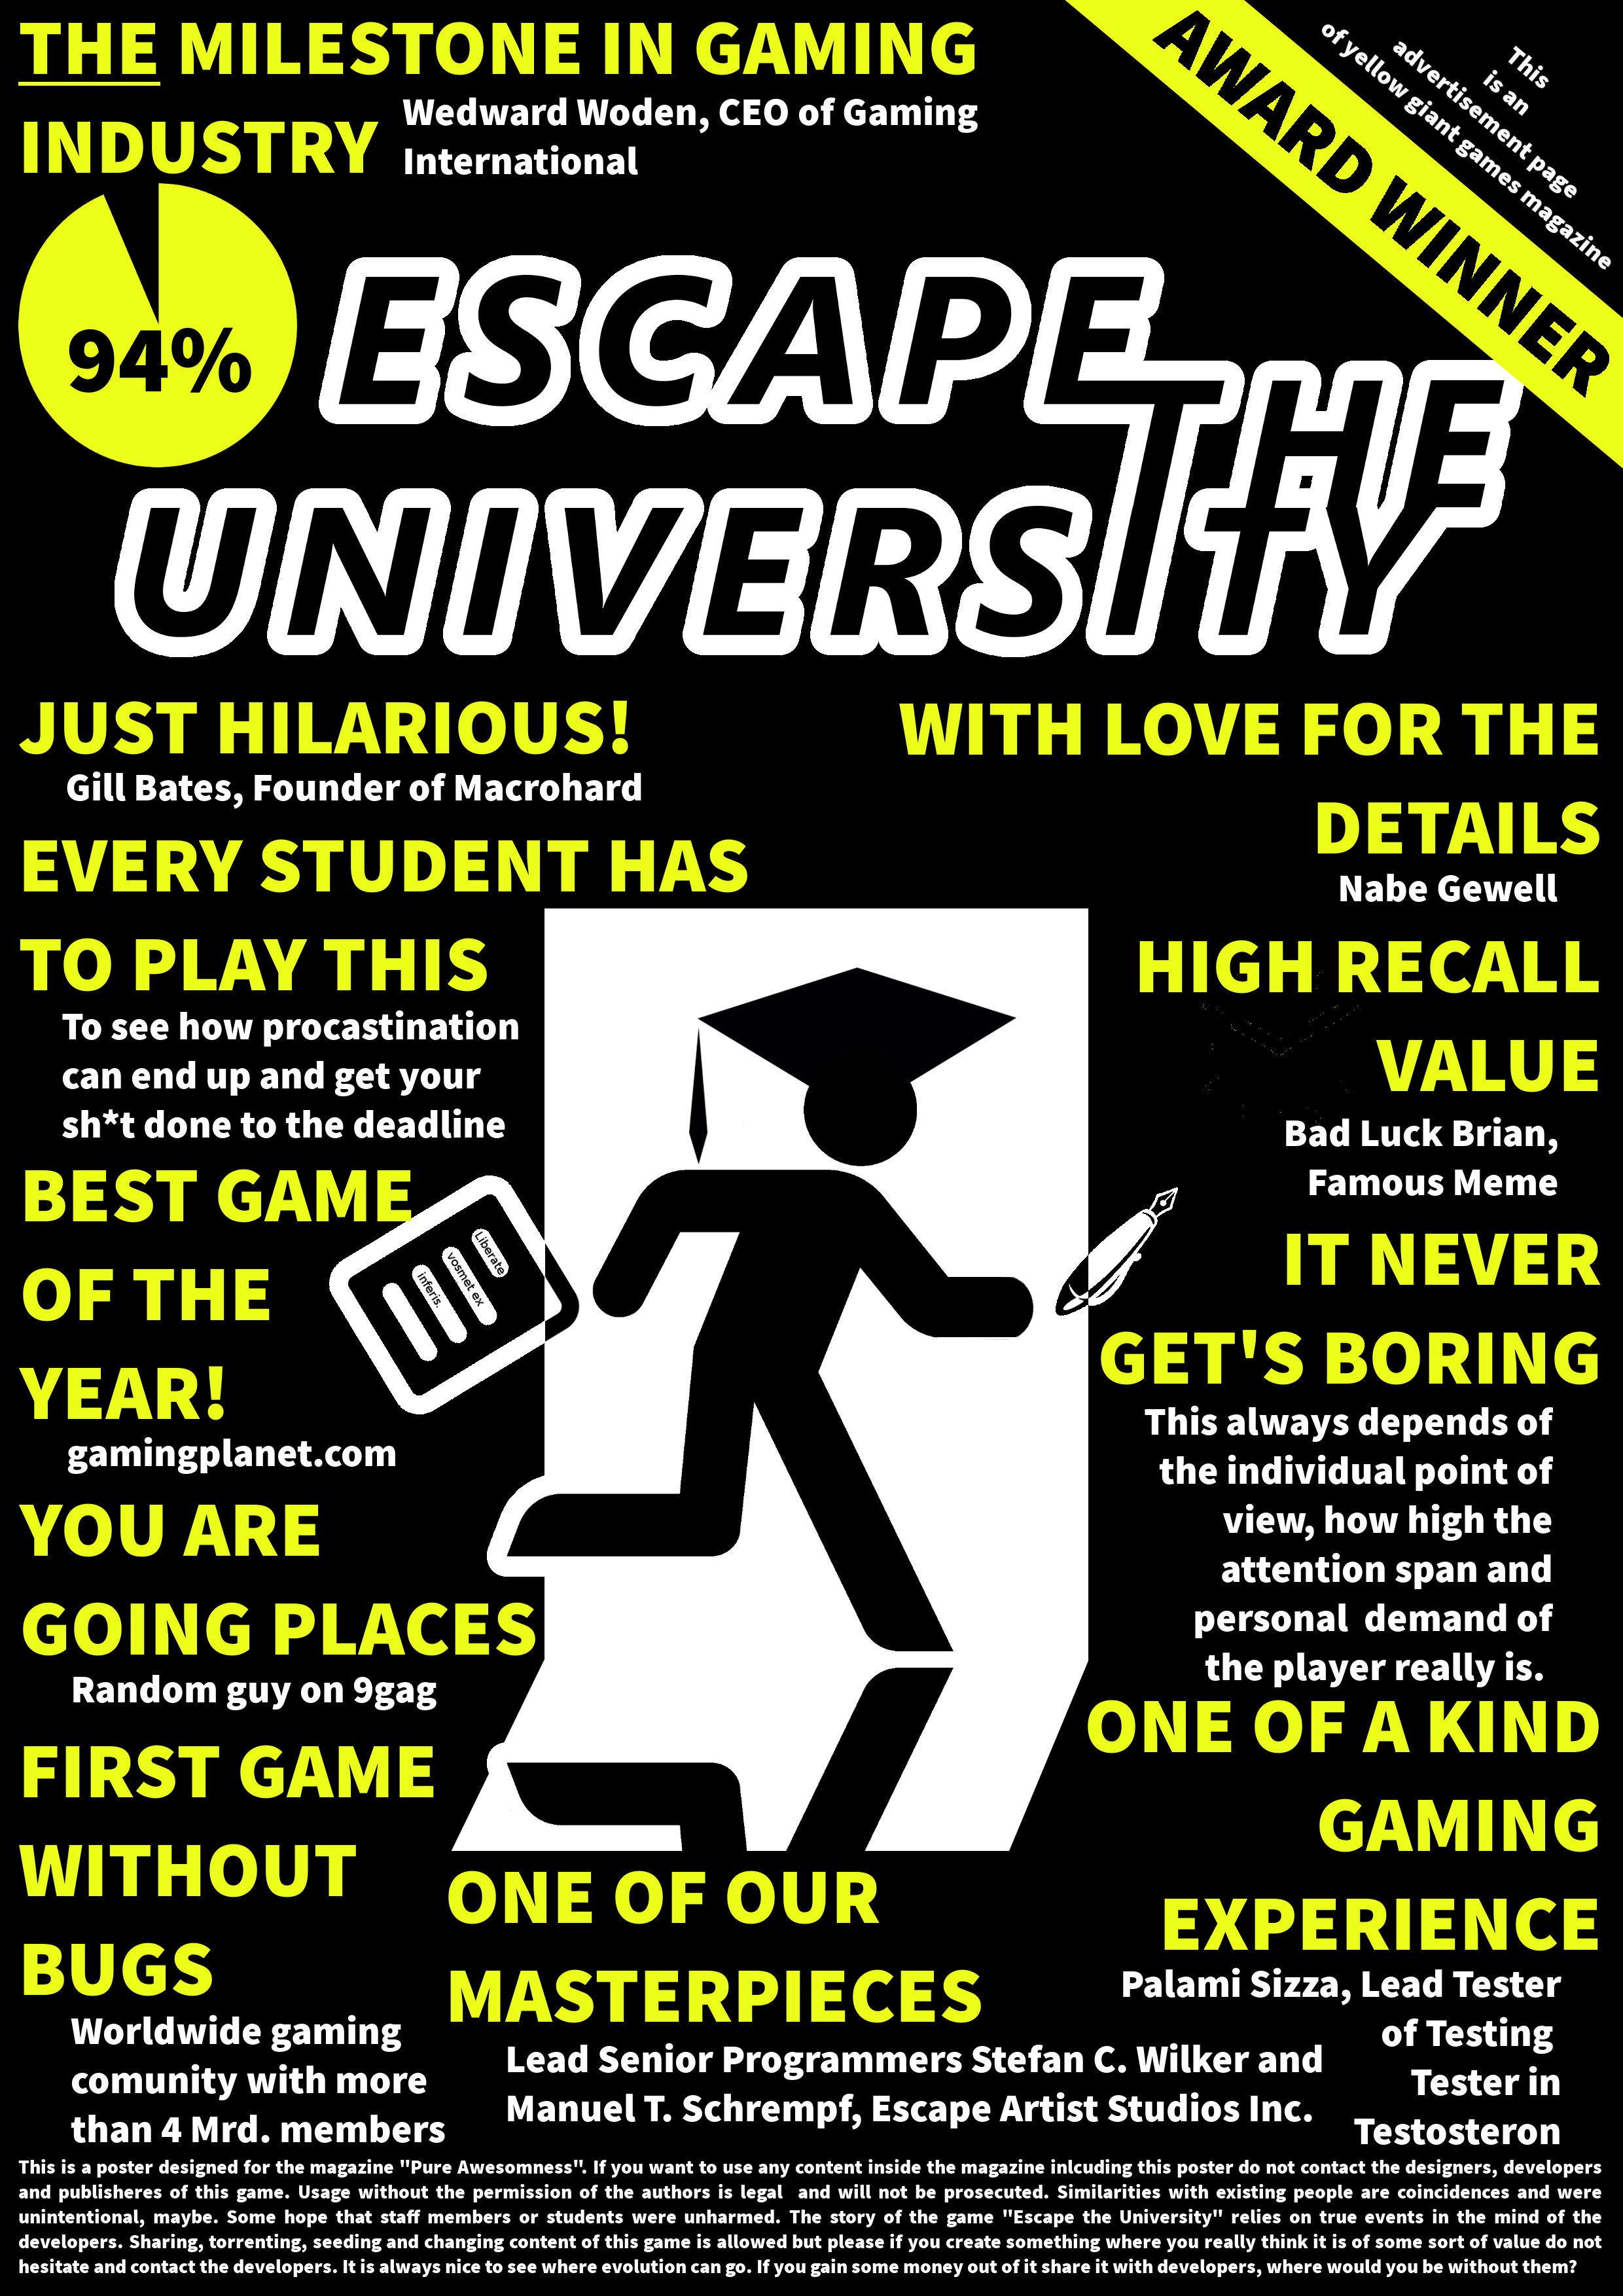 THE MILESTONE IN GAMING
INDUSTRY
Wedward Woden, CEO of Gaming
International
AWARD WINNER
This
is an
advertisement page
of yellow giant games magazine
94%
ESCAPE
THE
UNIVERSITY
JUST HILARIOUS!
Gill Bates, Founder of Macrohard
EVERY STUDENT HAS
TO PLAY THIS
To see how procastination
can end up and get your
sh*t done to the deadline
BEST GAME
OF THE
YEAR!
gamingplanet.com
YOU ARE
GOING PLACES
Random guy on 9gag
FIRST GAME
WITHOUT
BUGS
Worldwide gaming
comunity with more
than 4 Mrd. members
Liberate
vosmet ex
inferis.
WITH LOVE FOR THE
DETAILS
Nabe Gewell
HIGH RECALL
VALUE
Bad Luck Brian,
Famous Meme
IT NEVER
GET'S BORING
This always depends of
the individual point of
view, how high the
attention span and
personal  demand of
the player really is.
ONE OF A KIND
GAMING
EXPERIENCE
Palami Sizza, Lead Tester
of Testing
Tester in
Testosteron
ONE OF OUR
MASTERPIECES
Lead Senior Programmers Stefan C. Wilker and
Manuel T. Schrempf, Escape Artist Studios Inc.
This is a poster designed for the magazine "Pure Awesomness". If you want to use any content inside the magazine inlcuding this poster do not contact the designers, developers
and publisheres of this game. Usage without the permission of the authors is legal  and will not be prosecuted. Similarities with existing people are coincidences and were
unintentional, maybe. Some hope that staff members or students were unharmed. The story of the game "Escape the University" relies on true events in the mind of the
developers. Sharing, torrenting, seeding and changing content of this game is allowed but please if you create something where you really think it is of some sort of value do not
hesitate and contact the developers. It is always nice to see where evolution can go. If you gain some money out of it share it with developers, where would you be without them?